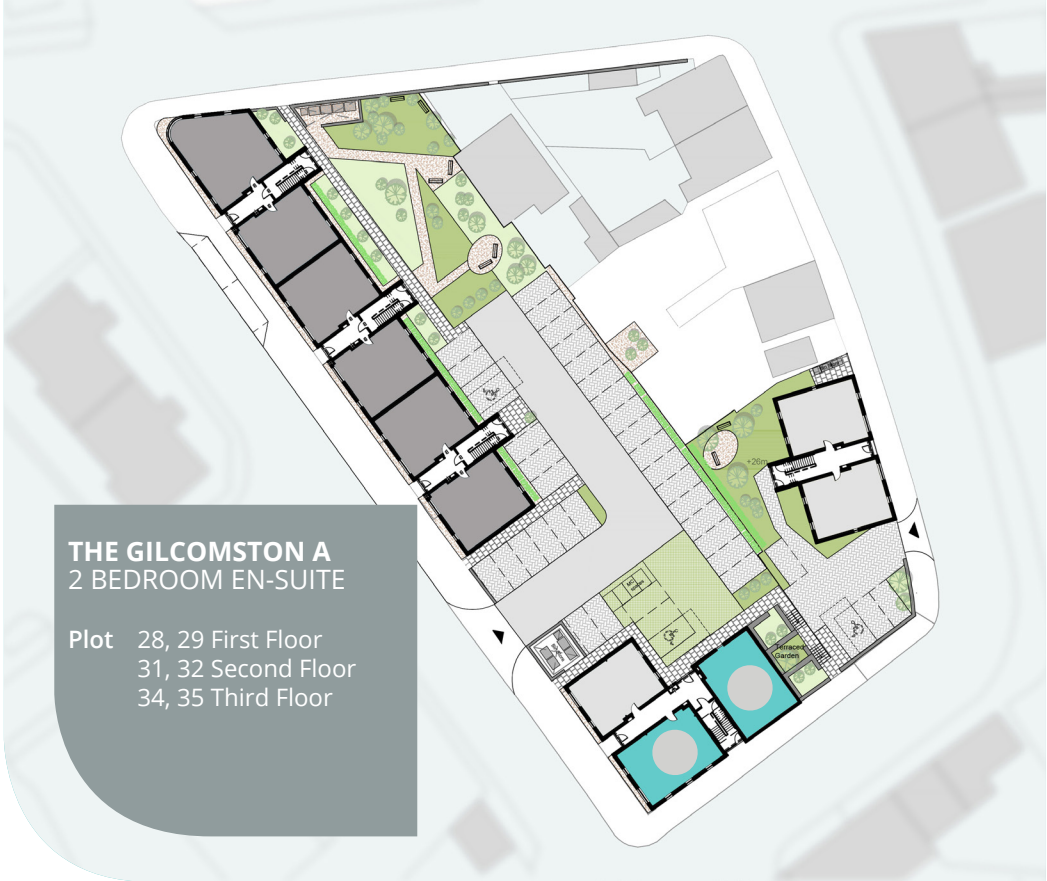 THE GILCOMSTON A
2 BEDROOM EN-SUITE
Plot 28, 29 First Floor
31, 32 Second Floor
34, 35 Third Floor
+26m
Terraced
Garden